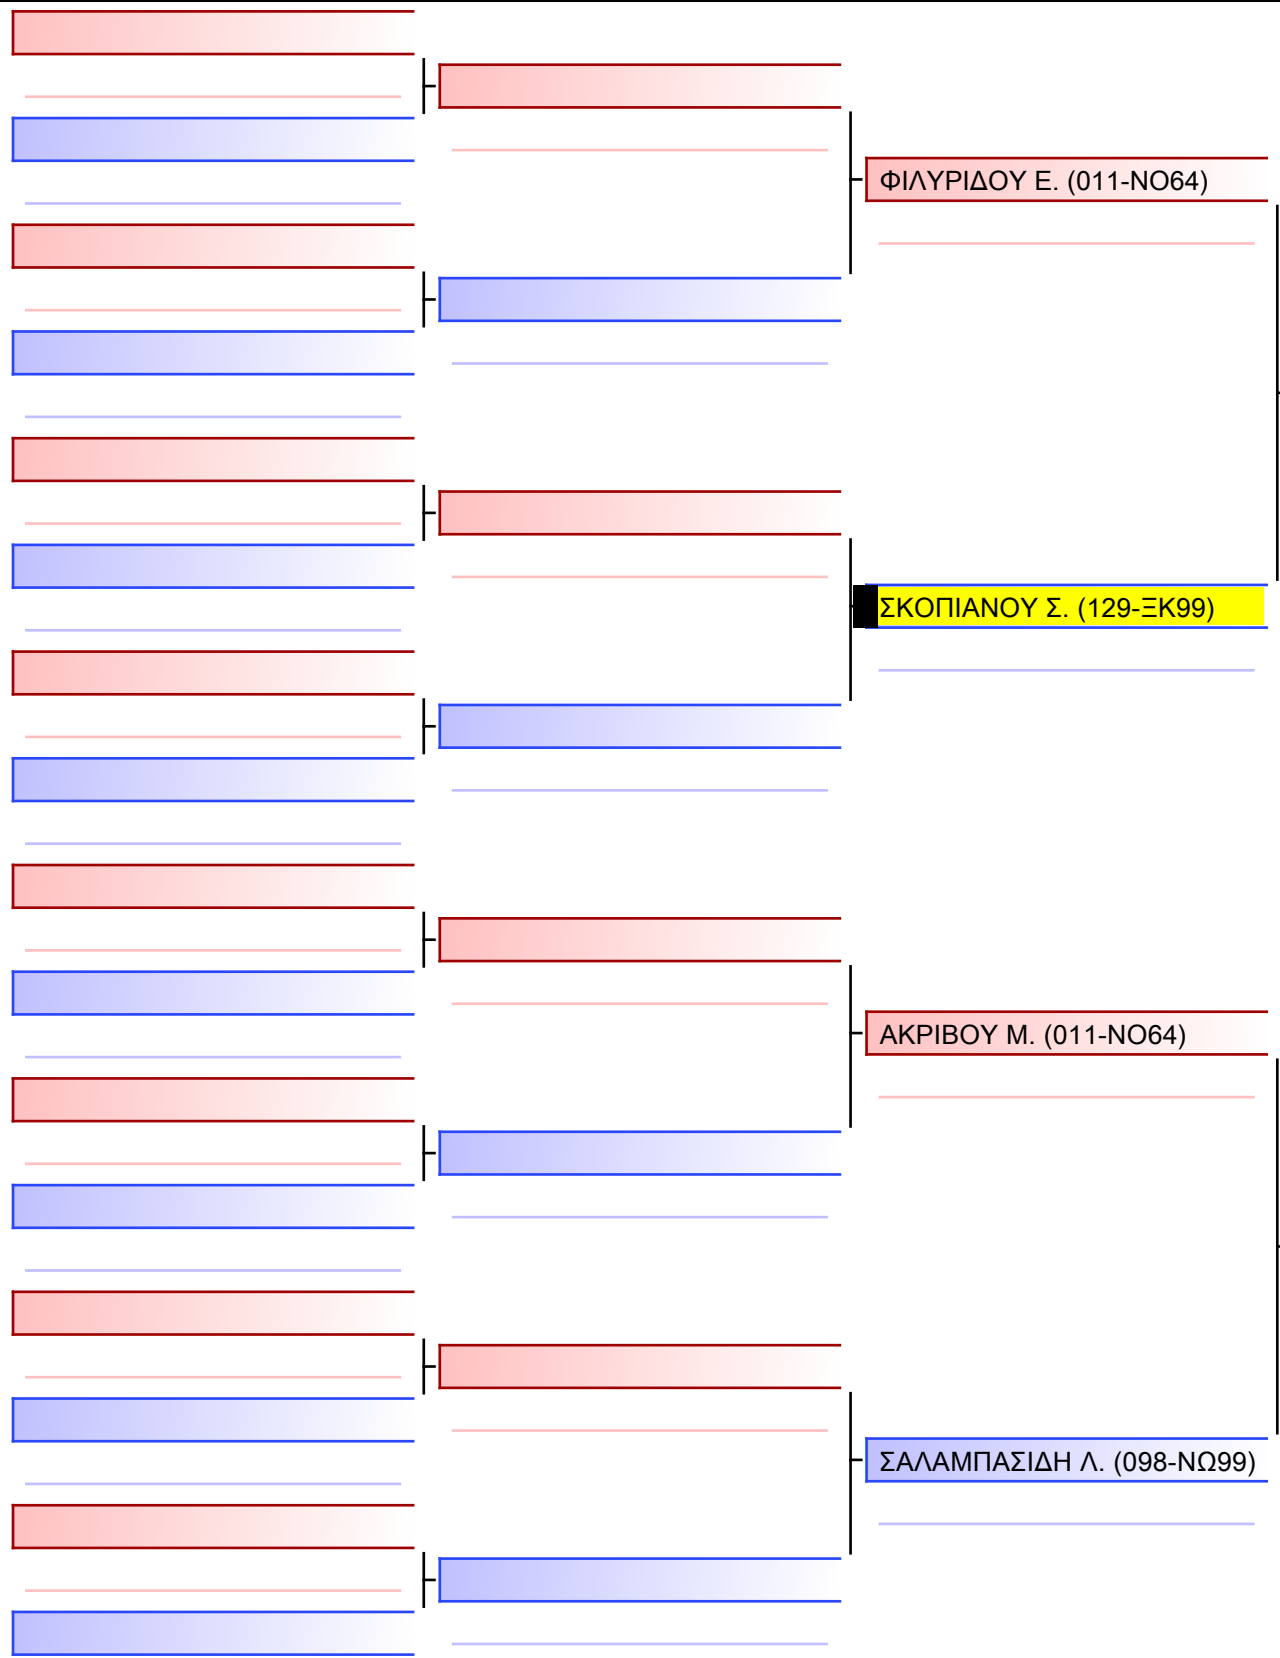 ΦΙΛΥΡΙΔΟΥ Ε. (011-ΝΟ64)
ΣΚΟΠΙΑΝΟΥ Σ. (129-ΞΚ99)
ΑΚΡΙΒΟΥ Μ. (011-ΝΟ64)
ΣΑΛΑΜΠΑΣΙΔΗ Λ. (098-ΝΩ99)